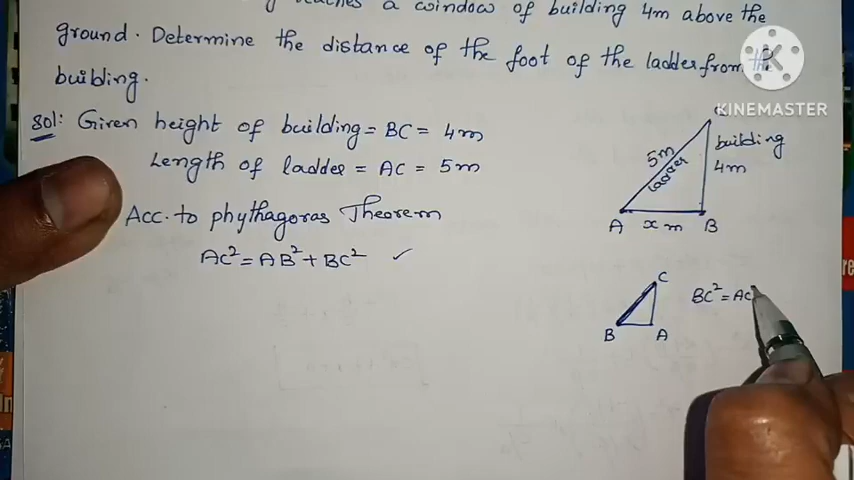 a window of building 4m above the
ground. Determine the distance of the foot of the ladder from the
building.
Sol: Given height of building = BC = 4m
Length of ladder = AC = 5m
Acc. to phythagoras Theorem
AC² = AB² + BC² ✓
KINEMASTER
5m
ladder
building
4m
A x m B
C
B A
BC² = AC